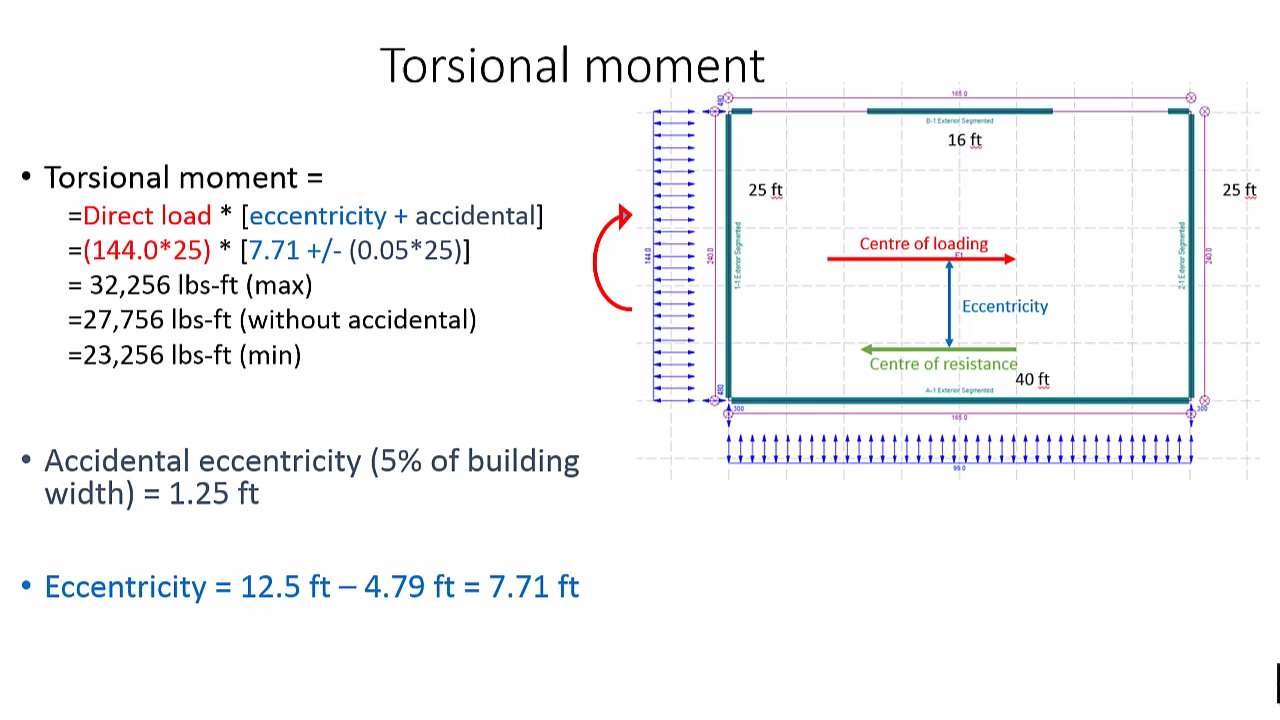 Torsional moment
• Torsional moment =
=Direct load * [eccentricity + accidental]
=(144.0*25) * [7.71 +/- (0.05*25)]
= 32,256 lbs-ft (max)
=27,756 lbs-ft (without accidental)
=23,256 lbs-ft (min)
• Accidental eccentricity (5% of building
width) = 1.25 ft
• Eccentricity = 12.5 ft – 4.79 ft = 7.71 ft
168.0
480
B-1 Exterior Segmented
16 ft
25 ft
25 ft
1-1 Exterior Segmented
2-1 Exterior Segmented
144.0
240.0
240.0
Centre of loading
Eccentricity
Centre of resistance
40 ft
A-1 Exterior Segmented
480
300
300
168.0
99.0